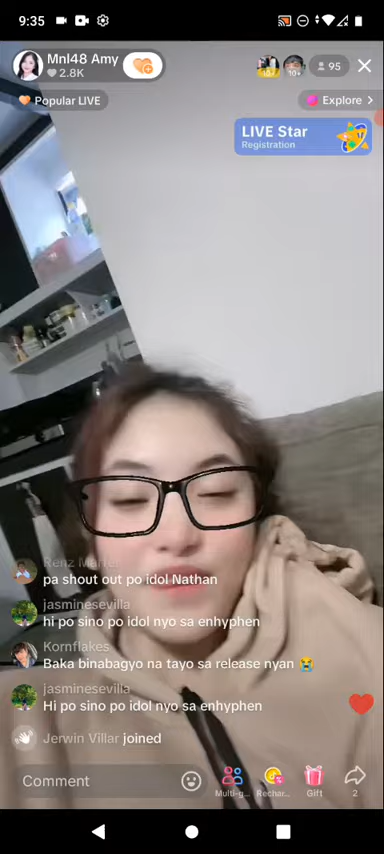 9:35
Mnl48 Amy
2.8K
10+
95
Popular LIVE
Explore >
LIVE Star
Registration
pa shout out po idol Nathan
jasminesevilla
hi po sino po idol nyo sa enhyphen
Kornflakes
Baka binabagyo na tayo sa release nyan 😭
jasminesevilla
Hi po sino po idol nyo sa enhyphen
Jerwin Villar joined
Comment
Multi-g...
Rechar...
Gift
2